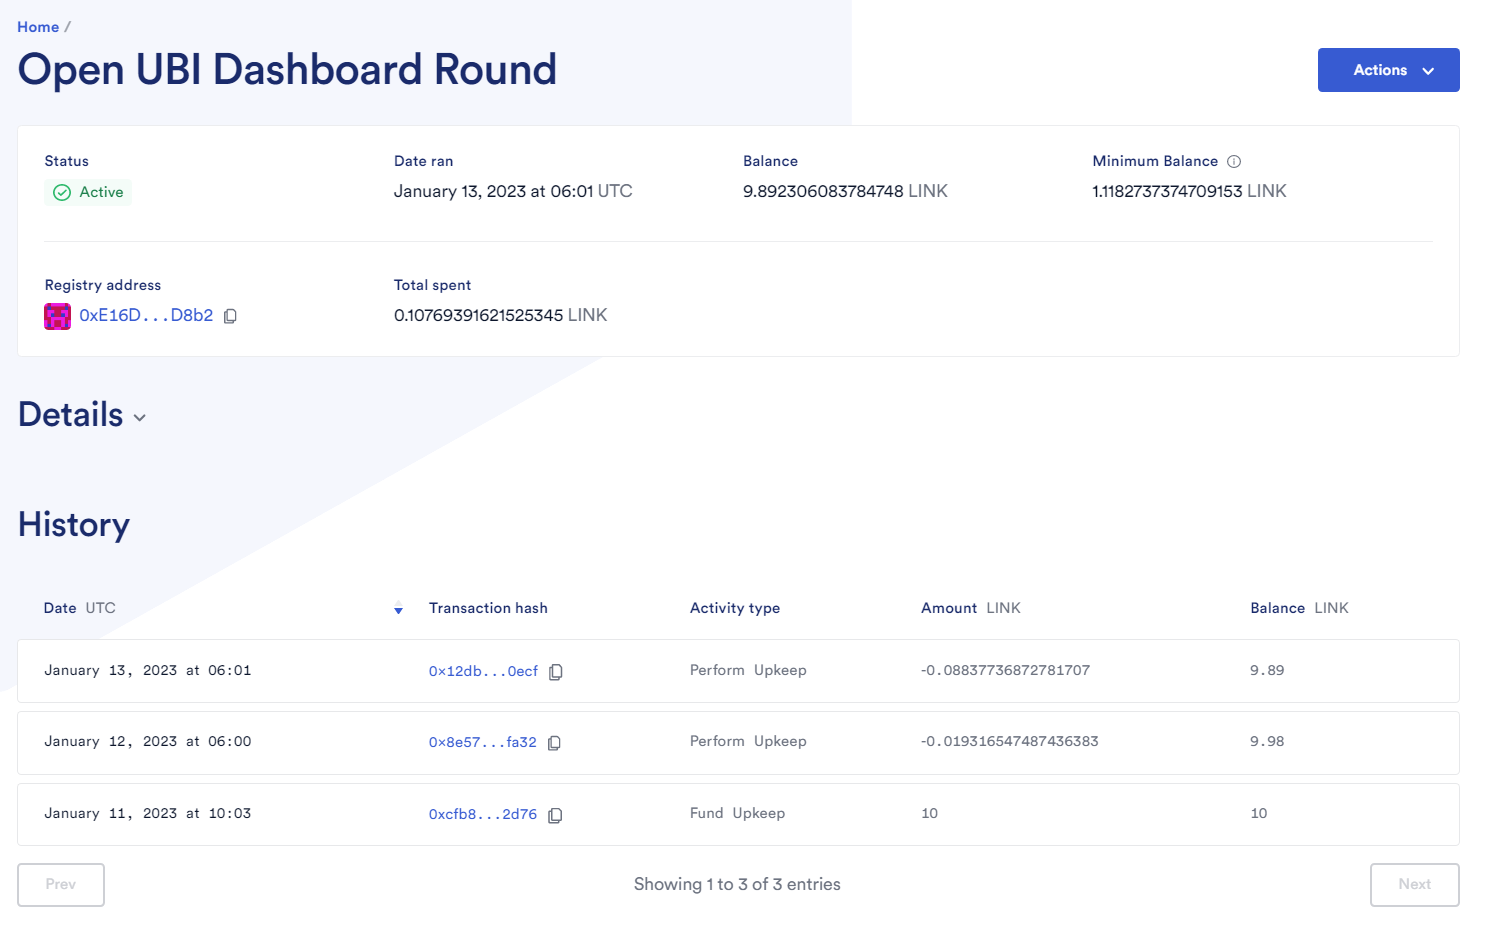 Home /
Open UBI Dashboard Round
Actions
Status Date ran Balance Minimum Balance
Active January 13, 2023 at 06:01 UTC 9.892306083784748 LINK 1.1182737374709153 LINK
Registry address Total spent
0xE16D...D8b2 0.10769391621525345 LINK
Details
History
Date UTC Transaction hash Activity type Amount LINK Balance LINK
January 13, 2023 at 06:01 0x12db...0ecf Perform Upkeep -0.08837736872781707 9.89
January 12, 2023 at 06:00 0x8e57...fa32 Perform Upkeep -0.019316547487436383 9.98
January 11, 2023 at 10:03 0xcfb8...2d76 Fund Upkeep 10 10
Prev Showing 1 to 3 of 3 entries Next